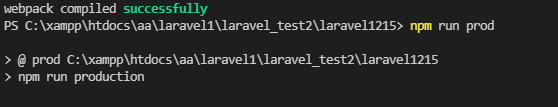 webpack compiled successfully
PS C:\xampp\htdocs\aa\laravel1\laravel_test2\laravel1215> npm run prod
> @ prod C:\xampp\htdocs\aa\laravel1\laravel_test2\laravel1215
> npm run production